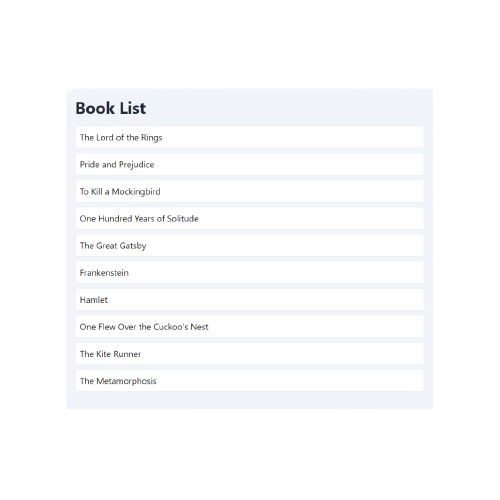 Book List
The Lord of the Rings
Pride and Prejudice
To Kill a Mockingbird
One Hundred Years of Solitude
The Great Gatsby
Frankenstein
Hamlet
One Flew Over the Cuckoo's Nest
The Kite Runner
The Metamorphosis